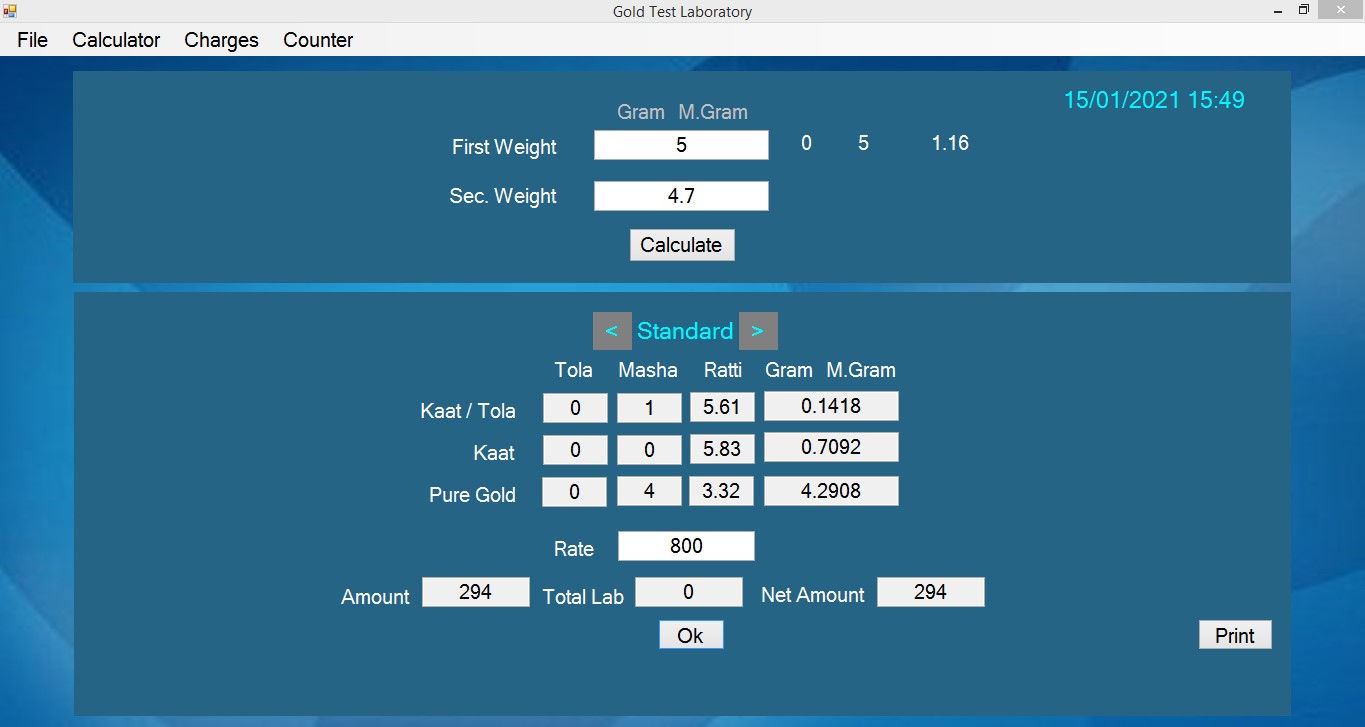 Gold Test Laboratory
File Calculator Charges Counter
15/01/2021 15:49
Gram M.Gram
First Weight 5 0 5 1.16
Sec. Weight 4.7
Calculate
< Standard >
Tola Masha Ratti Gram M.Gram
Kaat / Tola 0 1 5.61 0.1418
Kaat 0 0 5.83 0.7092
Pure Gold 0 4 3.32 4.2908
Rate 800
Amount 294 Total Lab 0 Net Amount 294
Ok Print